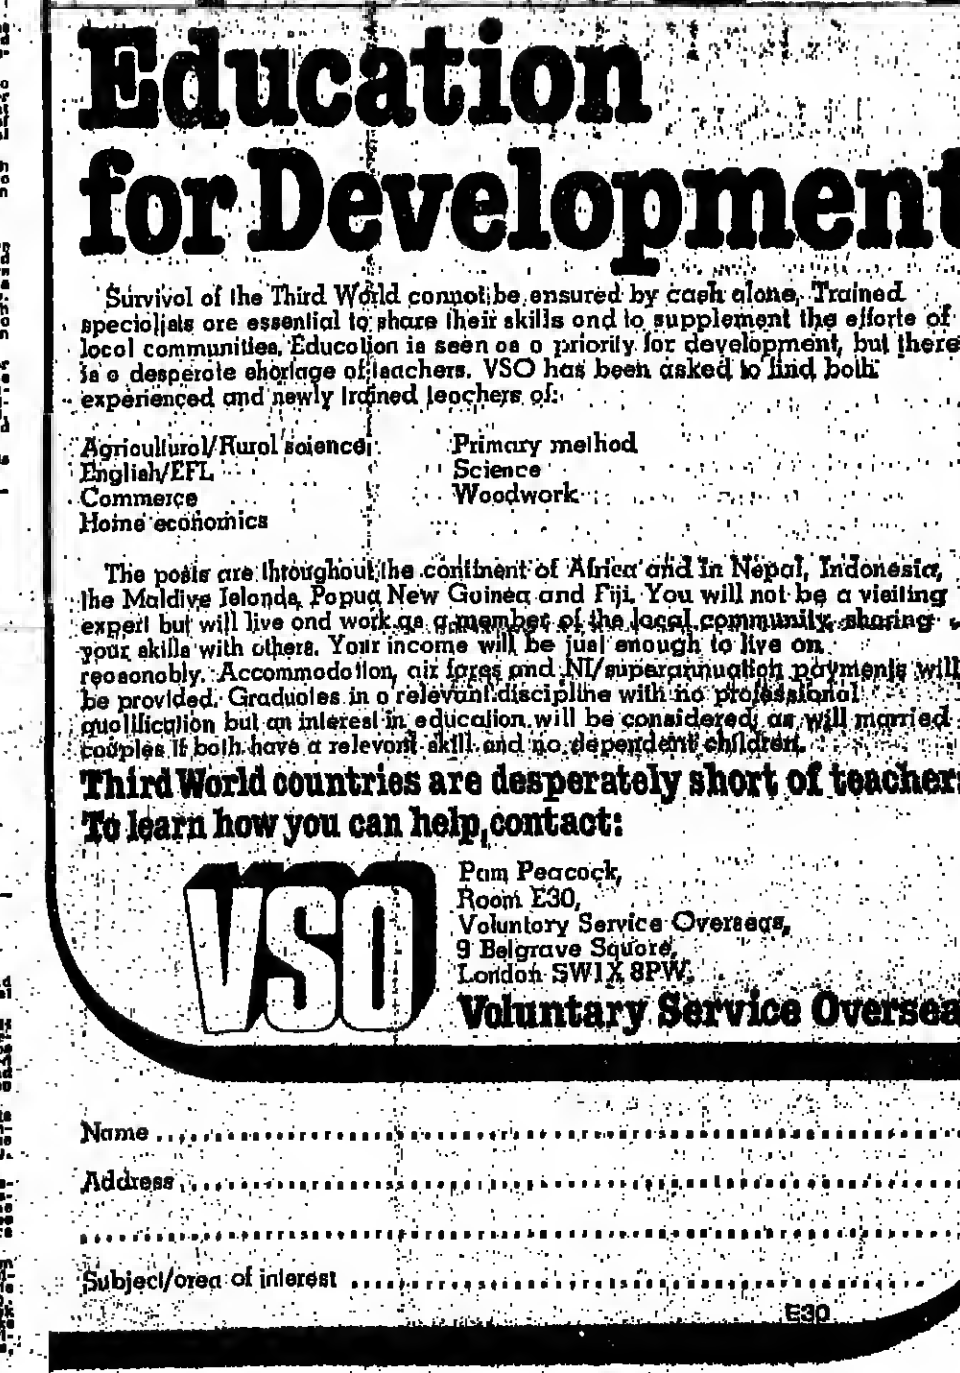 Education
for Development
Survival of the Third World cannot be ensured by cash alone. Trained
specialists are essential to share their skills and to supplement the efforts of
local communities. Education is seen as a priority for development, but there
is a desperate shortage of teachers. VSO has been asked to find both
experienced and newly trained teachers of:
Agricultural/Rural science
English/EFL
Commerce
Home economics
Primary method
Science
Woodwork
The posts are throughout the continent of Africa and in Nepal, Indonesia,
the Maldive Islands, Papua New Guinea and Fiji. You will not be a visiting
expert but will live and work as a member of the local community, sharing
your skills with others. Your income will be just enough to live on
reasonably. Accommodation, air fares and NI/superannuation payments will
be provided. Graduates in a relevant discipline with no professional
qualification but an interest in education will be considered, as will married
couples if both have a relevant skill and no dependent children.
Third World countries are desperately short of teachers
To learn how you can help, contact:
VSO
Pam Peacock,
Room E30,
Voluntary Service Overseas,
9 Belgrave Square,
London SW1X 8PW.
Voluntary Service Oversea
Name
Address
Subject/area of interest
E30